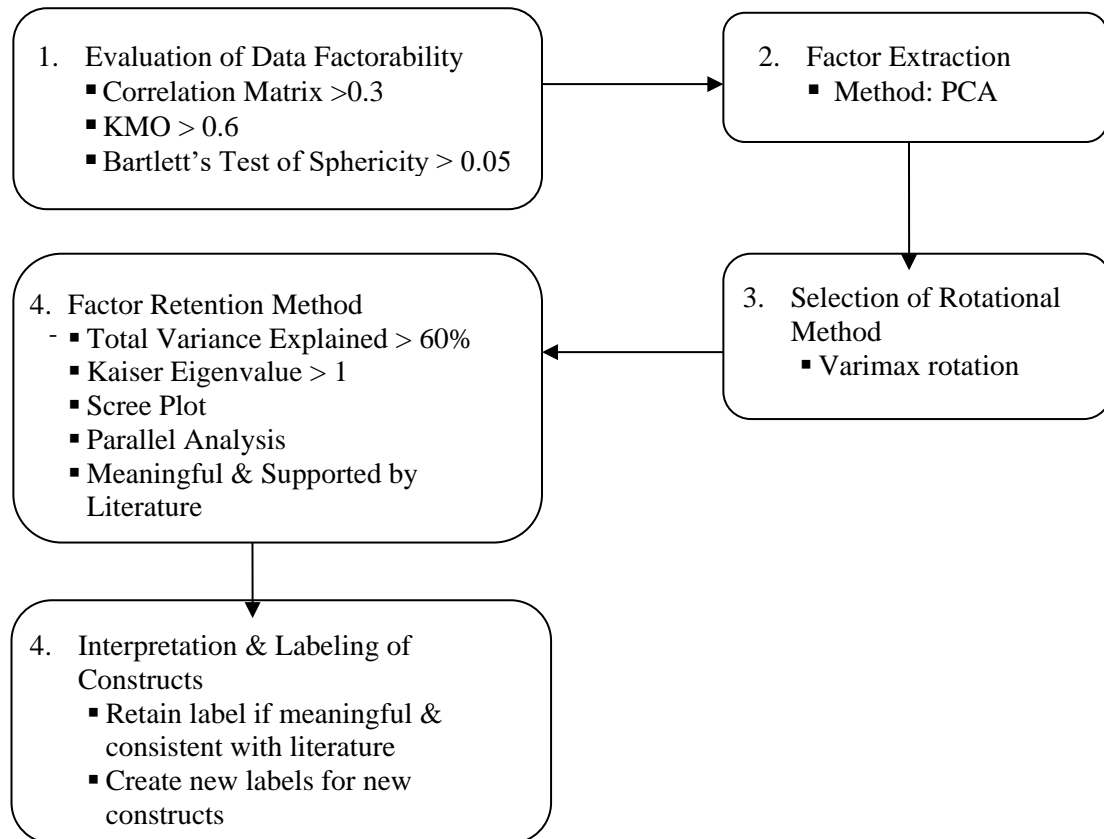 1. Evaluation of Data Factorability
▪ Correlation Matrix >0.3
▪ KMO > 0.6
▪ Bartlett’s Test of Sphericity > 0.05
2. Factor Extraction
▪ Method: PCA
3. Selection of Rotational
Method
▪ Varimax rotation
4. Factor Retention Method
- ▪ Total Variance Explained > 60%
▪ Kaiser Eigenvalue > 1
▪ Scree Plot
▪ Parallel Analysis
▪ Meaningful & Supported by
Literature
4. Interpretation & Labeling of
Constructs
▪ Retain label if meaningful &
consistent with literature
▪ Create new labels for new
constructs